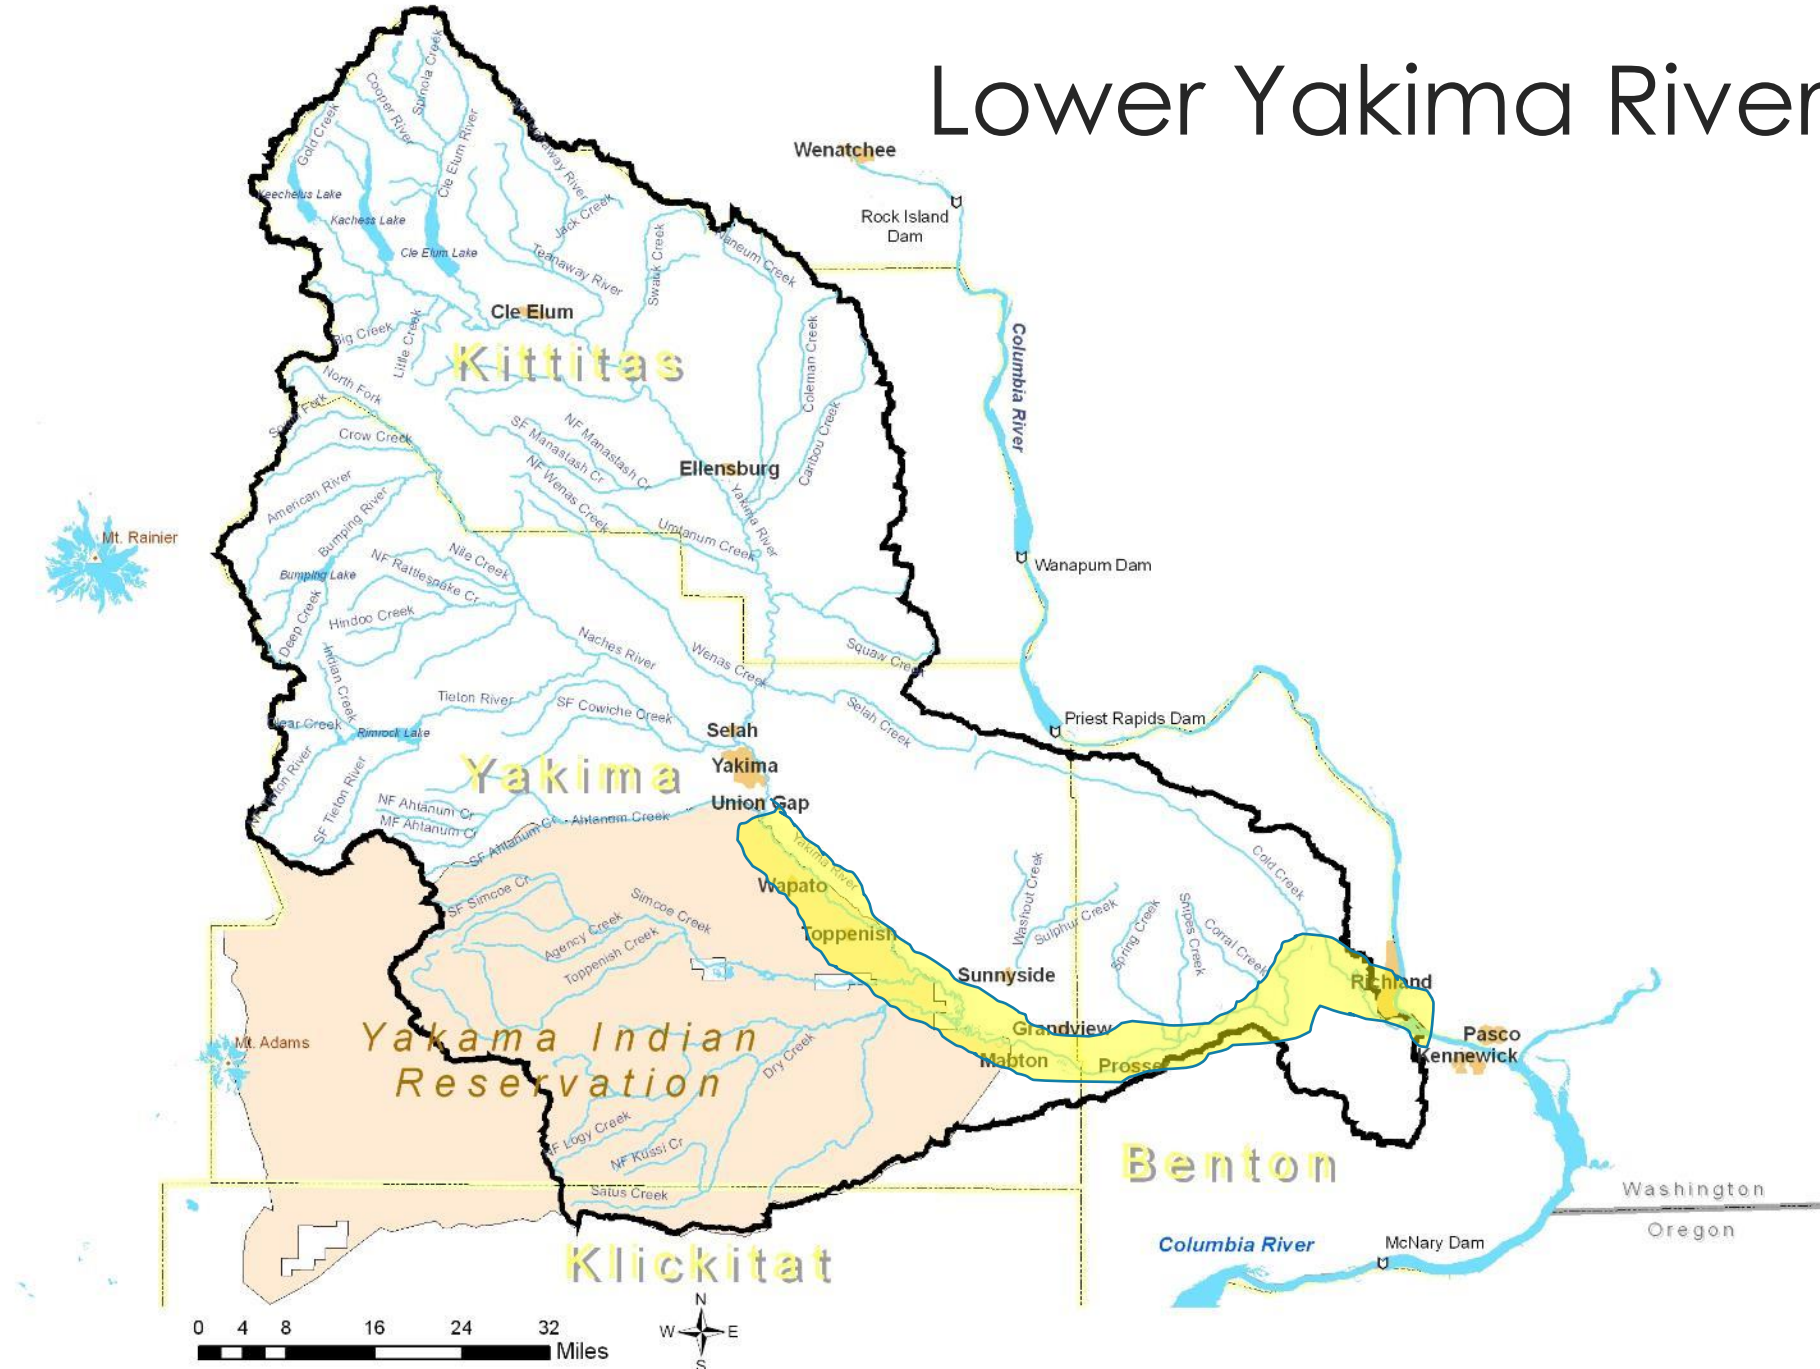 Lower Yakima River
Wenatchee
Rock Island
Dam
Spinola Creek
Cooper River
Gold Creek
Cle Elum River
Jack Creek
Keechelus Lake
Kachess Lake
Cle Elum Lake
Teanaway River
Swauk Creek
Naneum Creek
Cle Elum
Big Creek
Little Creek
Kittitas
Coleman Creek
Columbia River
North Fork
Crow Creek
NF Manastash Cr
SF Manastash Cr
Caribou Creek
Ellensburg
NF Wenas Creek
Yakima River
American River
Bumping River
Umtanum Creek
Mt. Rainier
Nile Creek
NF Rattlesnake Cr
Bumping Lake
Wanapum Dam
Deep Creek
Hindoo Creek
Indian Creek
Naches River
Wenas Creek
Squaw Creek
Tieton River
SF Cowiche Creek
Selah Creek
Priest Rapids Dam
Clear Creek
Rimrock Lake
Selah
Yakima
Yakima
SF Tieton River
Union Gap
NF Ahtanum Cr
MF Ahtanum Cr
SF Ahtanum Cr
Ahtanum Creek
Yakima River
Cold Creek
Wapato
SF Simcoe Cr
Simcoe Creek
Washout Creek
Sulphur Creek
Agency Creek
Toppenish Creek
Toppenish
Spring Creek
Snipes Creek
Corral Creek
Sunnyside
Richland
Grandview
Pasco
Kennewick
Yakama Indian
Reservation
Mt. Adams
Dry Creek
Mabton
Prosse
NF Logy Creek
NF Kussi Cr
Satus Creek
Benton
Washington
Oregon
Klickitat
Columbia River
McNary Dam
N
W E
S
0 4 8 16 24 32
Miles